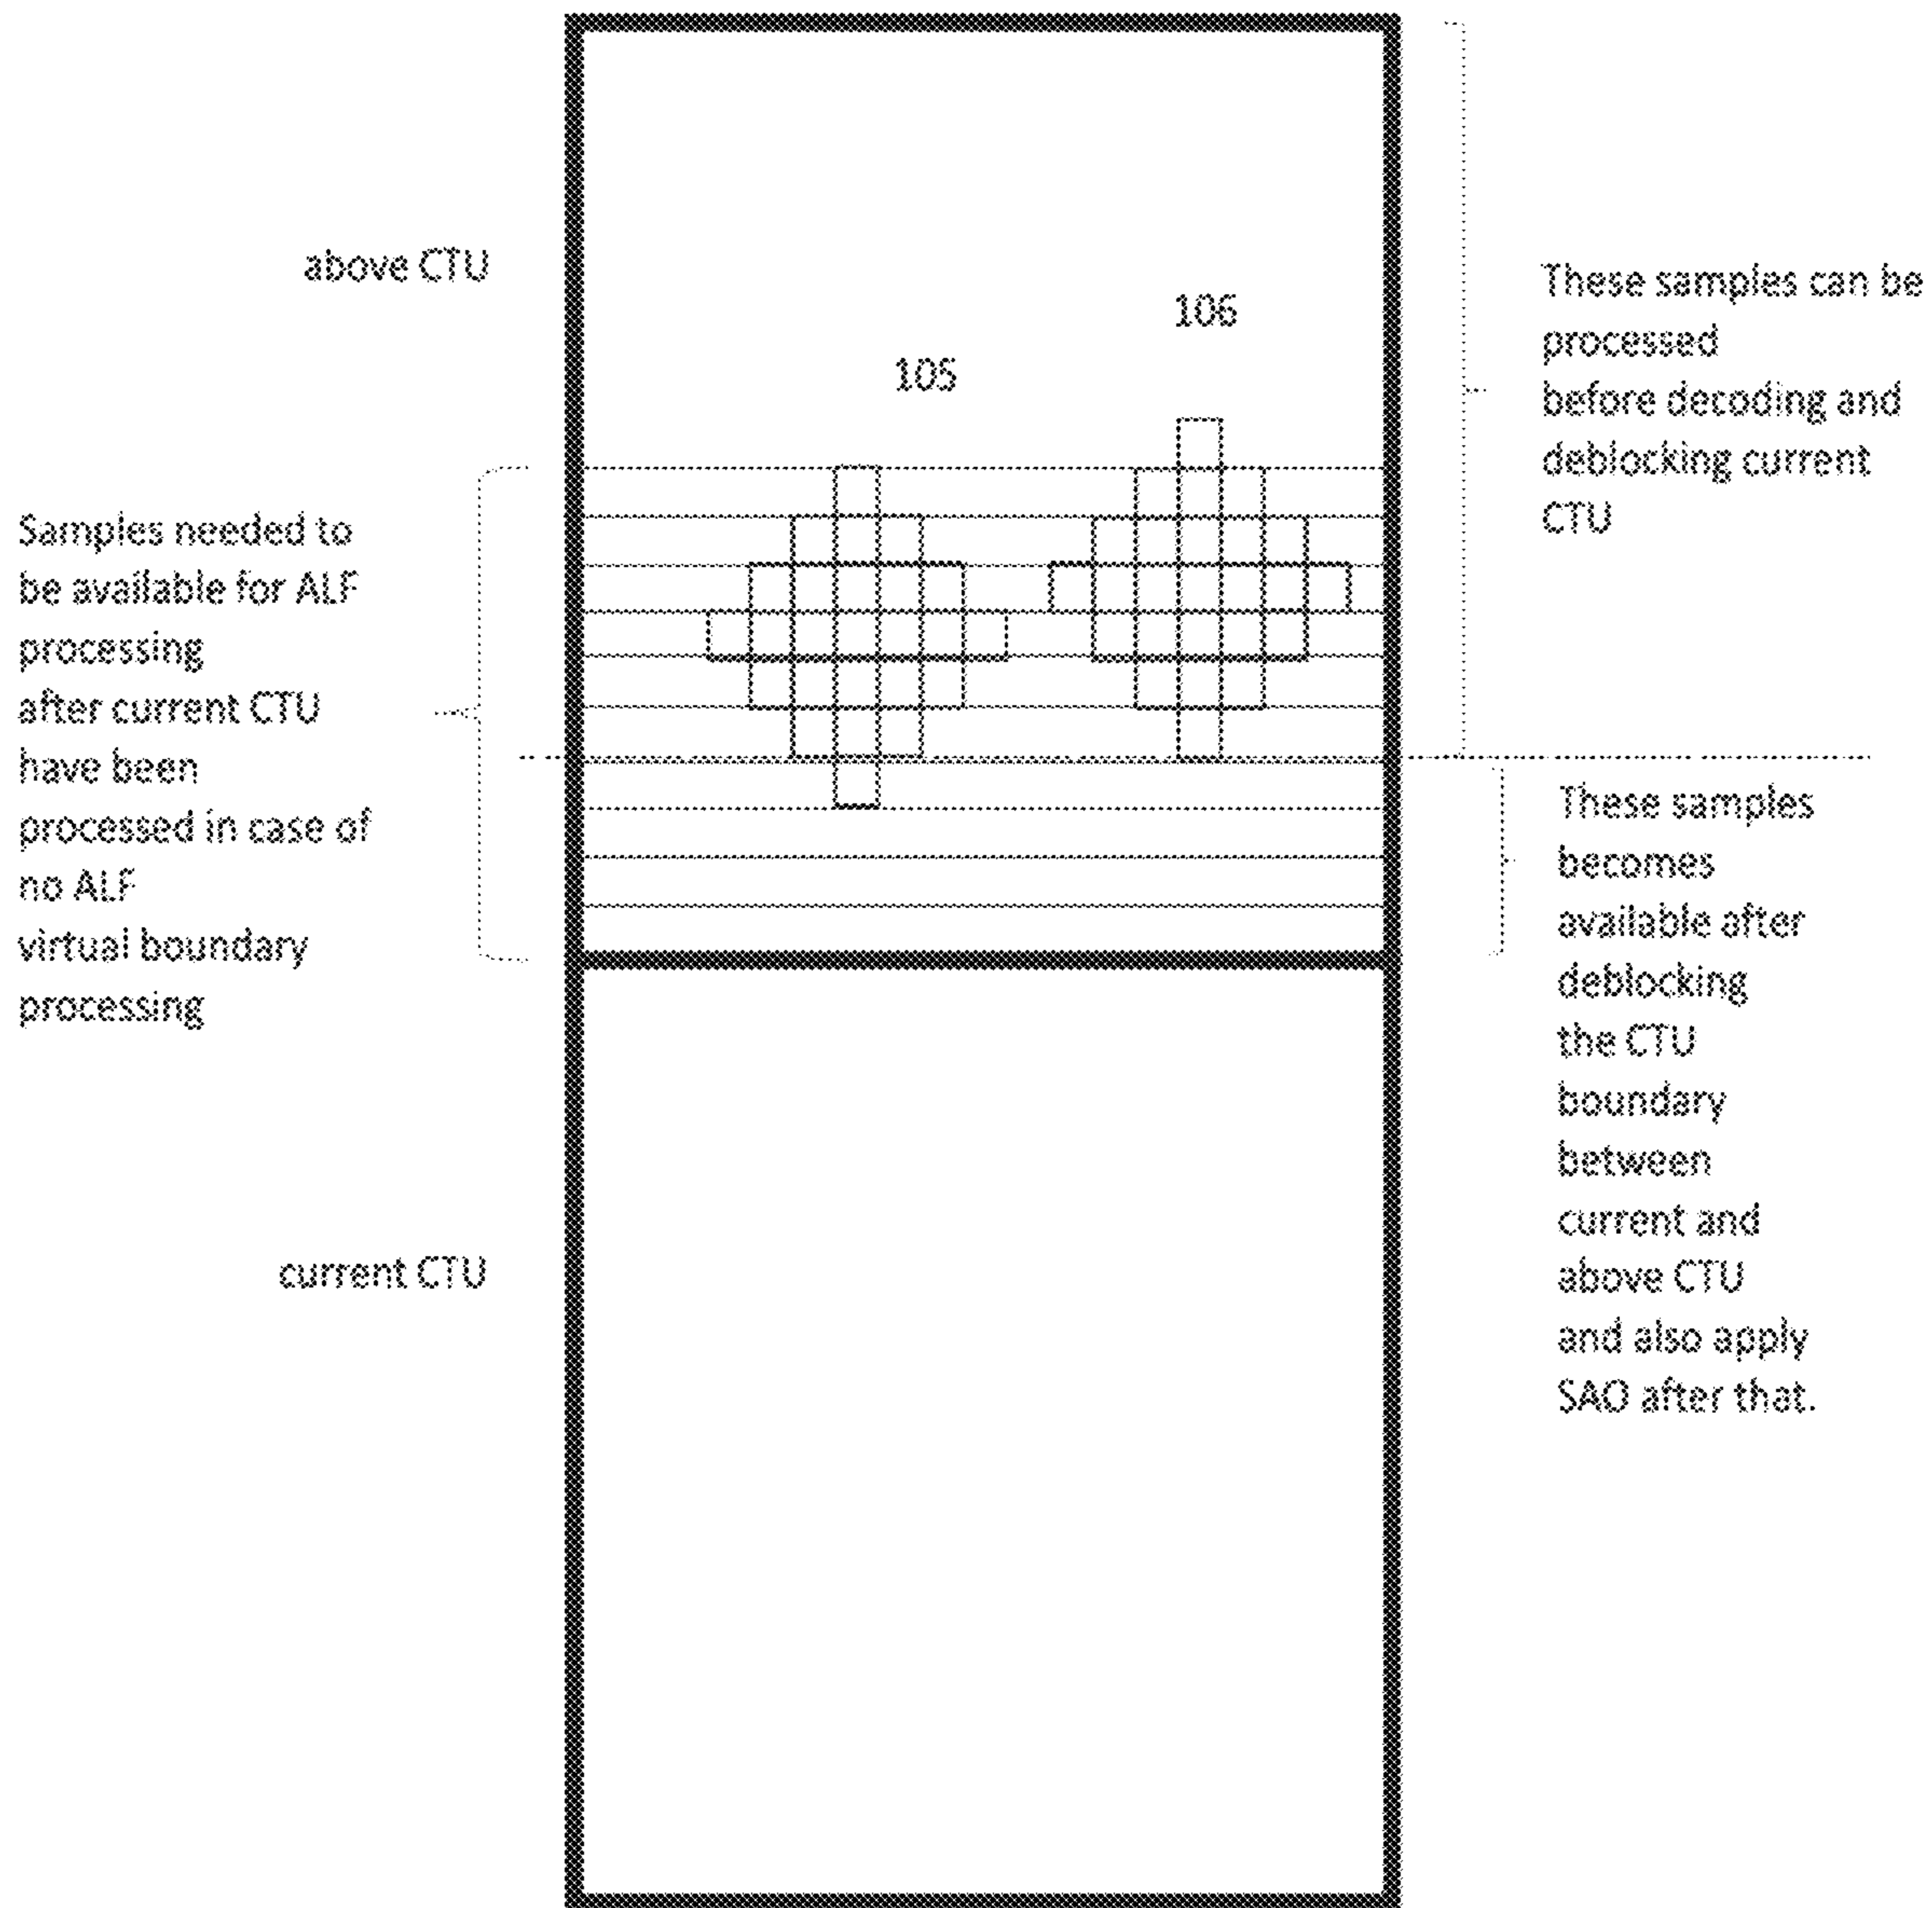 above CTU
106
105
These samples can be
processed
before decoding and
deblocking current
CTU
Samples needed to
be available for ALF
processing
after current CTU
have been
processed in case of
no ALF
virtual boundary
processing
These samples
becomes
available after
deblocking
the CTU
boundary
between
current and
above CTU
and also apply
SAO after that.
current CTU